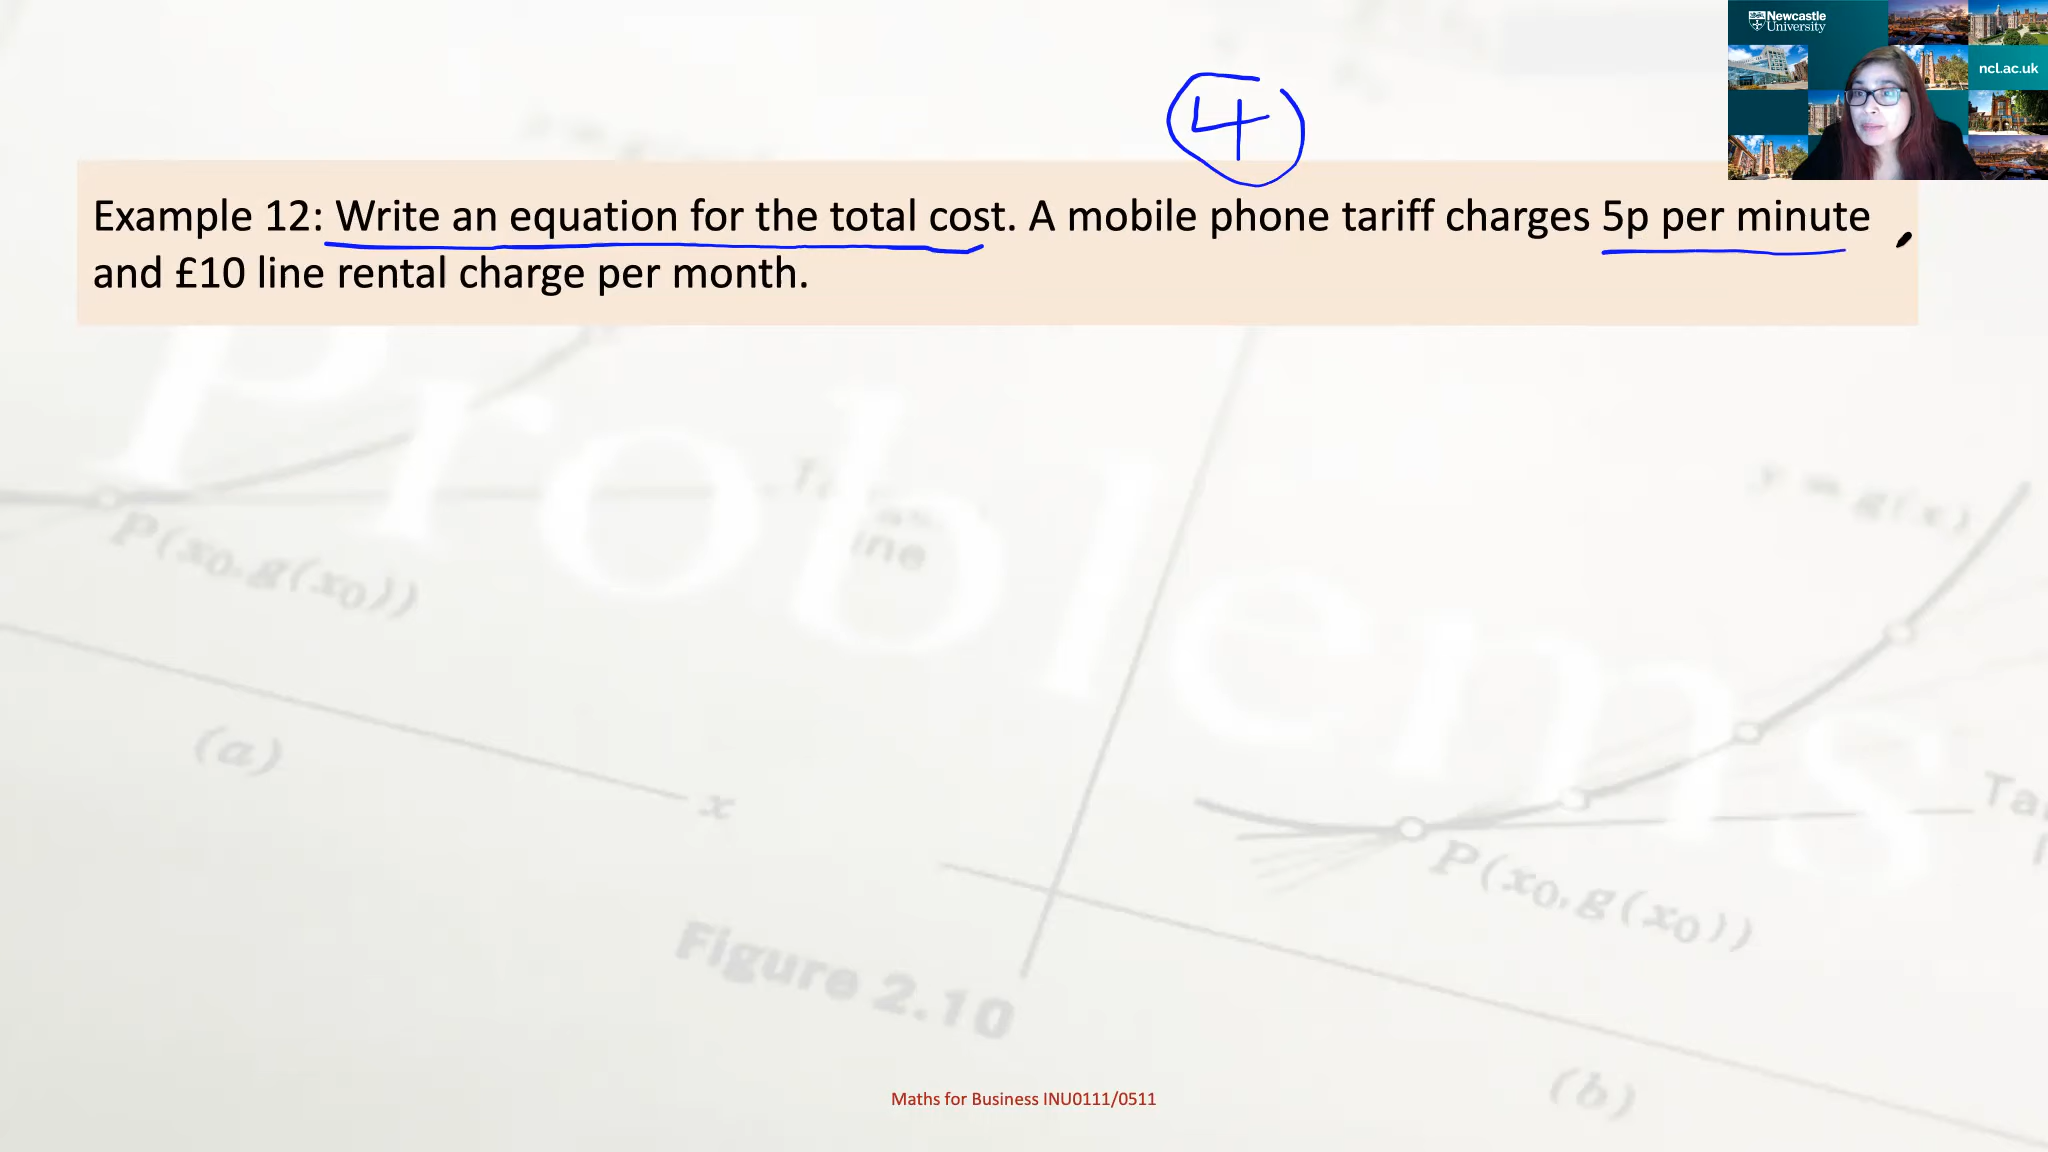 Newcastle
University
ncl.ac.uk
4
Example 12: Write an equation for the total cost. A mobile phone tariff charges 5p per minute
and £10 line rental charge per month.
Problems
y = g(x)
P(x0, g(x0))
(a)
x
P(x0, g(x0))
Figure 2.10
(b)
Maths for Business INU0111/0511